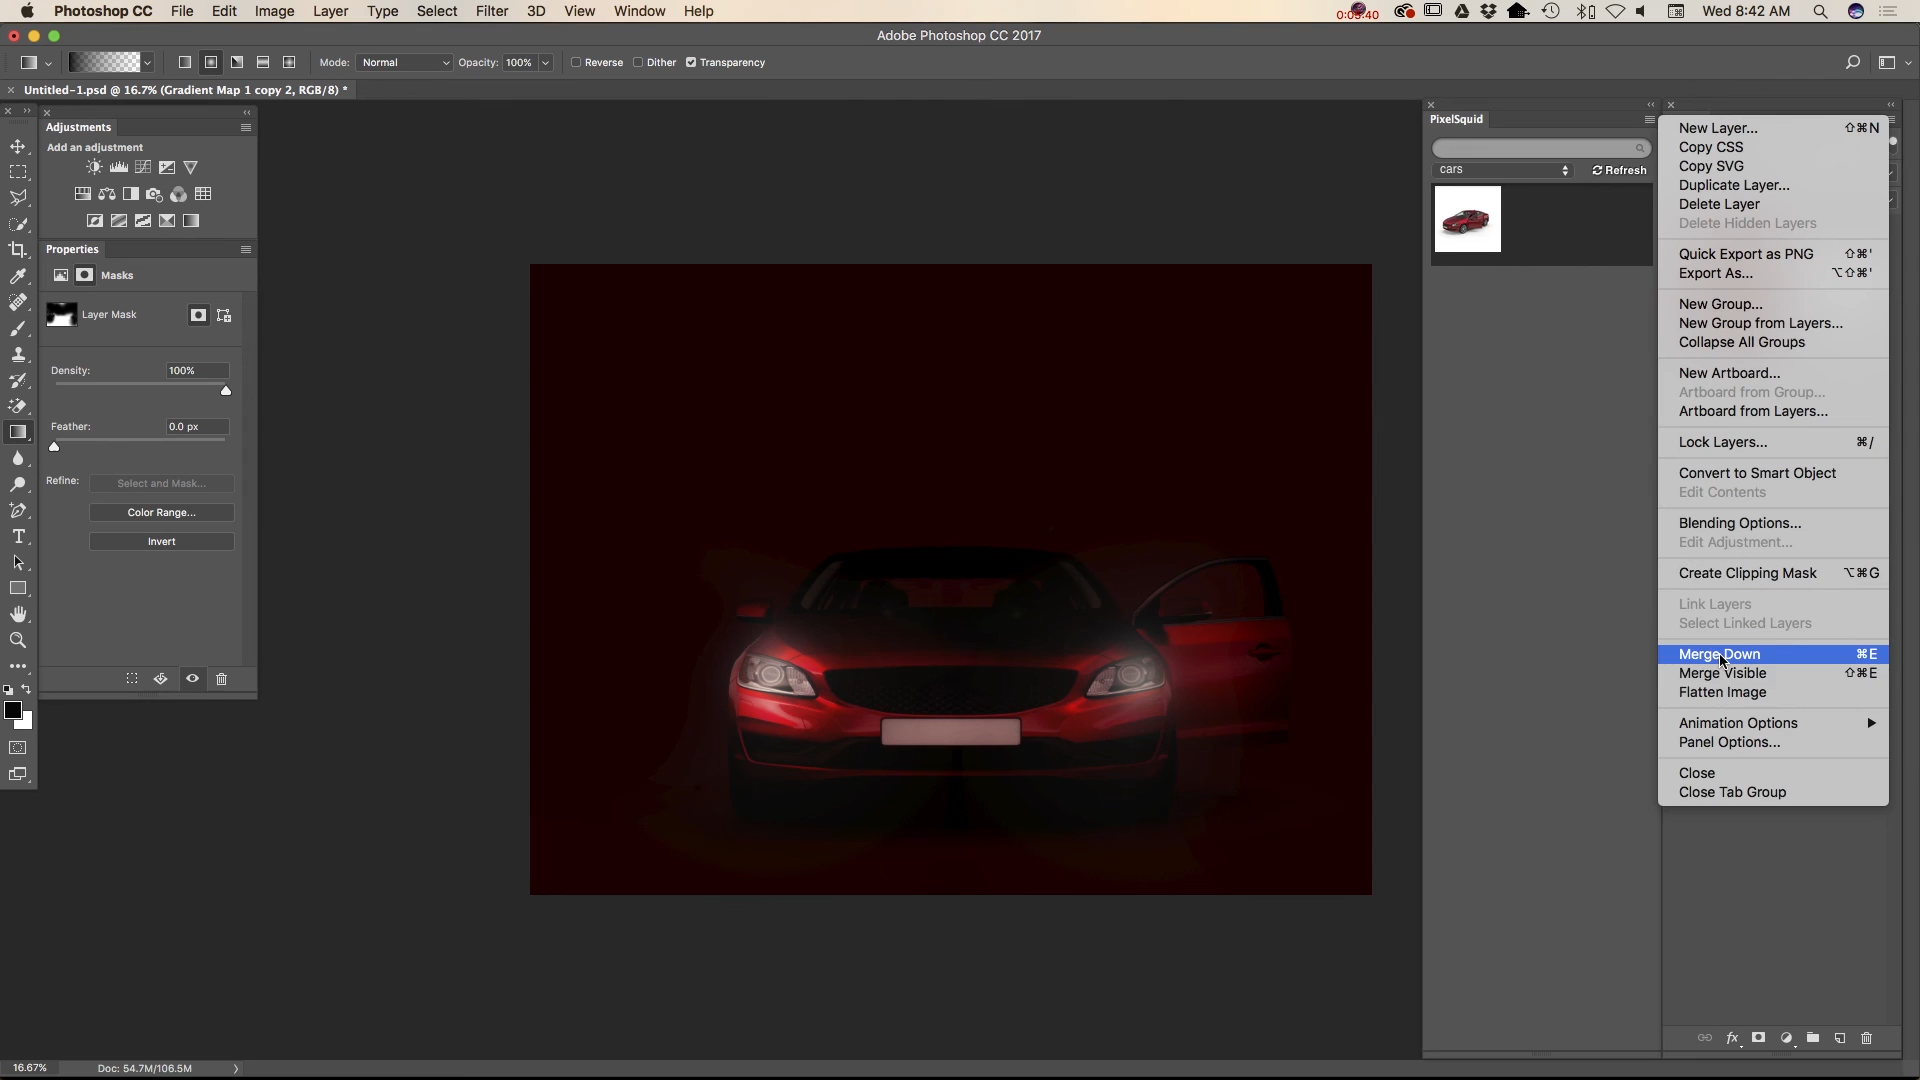 Photoshop CC File Edit Image Layer Type Select Filter 3D View Window Help
Wed 8:42 AM
Adobe Photoshop CC 2017
Mode: Normal Opacity: 100% Reverse Dither Transparency
Untitled-1.psd @ 16.7% (Gradient Map 1 copy 2, RGB/8) *
Adjustments
Add an adjustment
Properties
Masks
Layer Mask
Density: 100%
Feather: 0.0 px
Refine: Select and Mask...
Color Range...
Invert
PixelSquid
cars Refresh
New Layer... ⇧⌘N
Copy CSS
Copy SVG
Duplicate Layer...
Delete Layer
Delete Hidden Layers
Quick Export as PNG ⇧⌘'
Export As... ⌥⇧⌘'
New Group...
New Group from Layers...
Collapse All Groups
New Artboard...
Artboard from Group...
Artboard from Layers...
Lock Layers... ⌘/
Convert to Smart Object
Edit Contents
Blending Options...
Edit Adjustment...
Create Clipping Mask ⌥⌘G
Link Layers
Select Linked Layers
Merge Down ⌘E
Merge Visible ⇧⌘E
Flatten Image
Animation Options
Panel Options...
Close
Close Tab Group
fx
16.67% Doc: 54.7M/106.5M